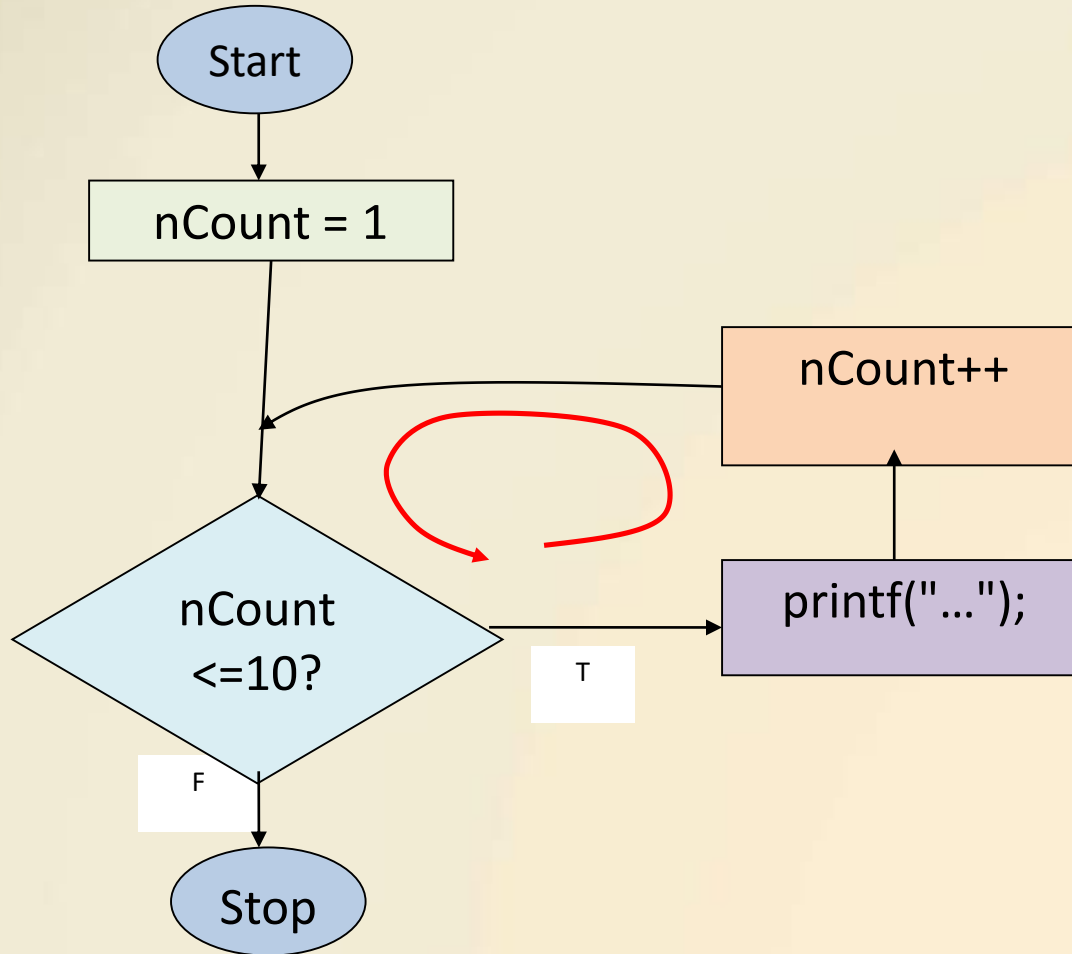 Start
nCount = 1
nCount++
nCount
<=10?
printf("…");
T
F
Stop